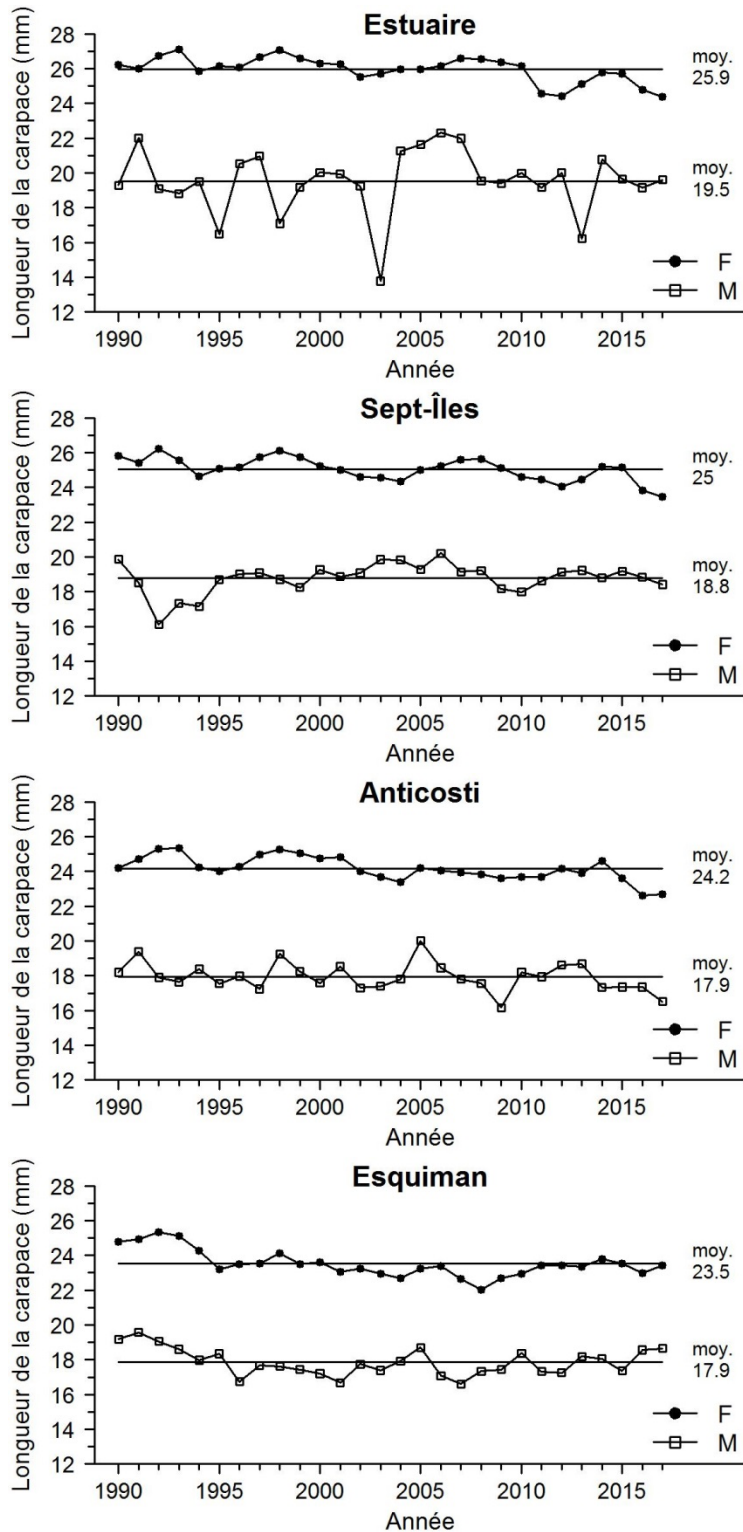 Estuaire
Longueur de la carapace (mm)
28
26
24
22
20
18
16
14
12
moy.
25.9
moy.
19.5
F
M
1990
1995
2000
2005
2010
2015
Année
Sept-Îles
Longueur de la carapace (mm)
28
26
24
22
20
18
16
14
12
moy.
25
moy.
18.8
F
M
1990
1995
2000
2005
2010
2015
Année
Anticosti
Longueur de la carapace (mm)
28
26
24
22
20
18
16
14
12
moy.
24.2
moy.
17.9
F
M
1990
1995
2000
2005
2010
2015
Année
Esquiman
Longueur de la carapace (mm)
28
26
24
22
20
18
16
14
12
moy.
23.5
moy.
17.9
F
M
1990
1995
2000
2005
2010
2015
Année